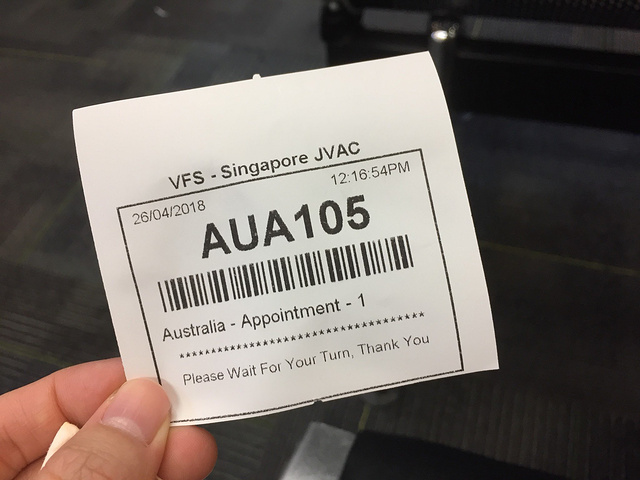 VFS - Singapore JVAC
26/04/2018 12:16:54PM
AUA105
Australia - Appointment - 1
****************************************
Please Wait For Your Turn, Thank You